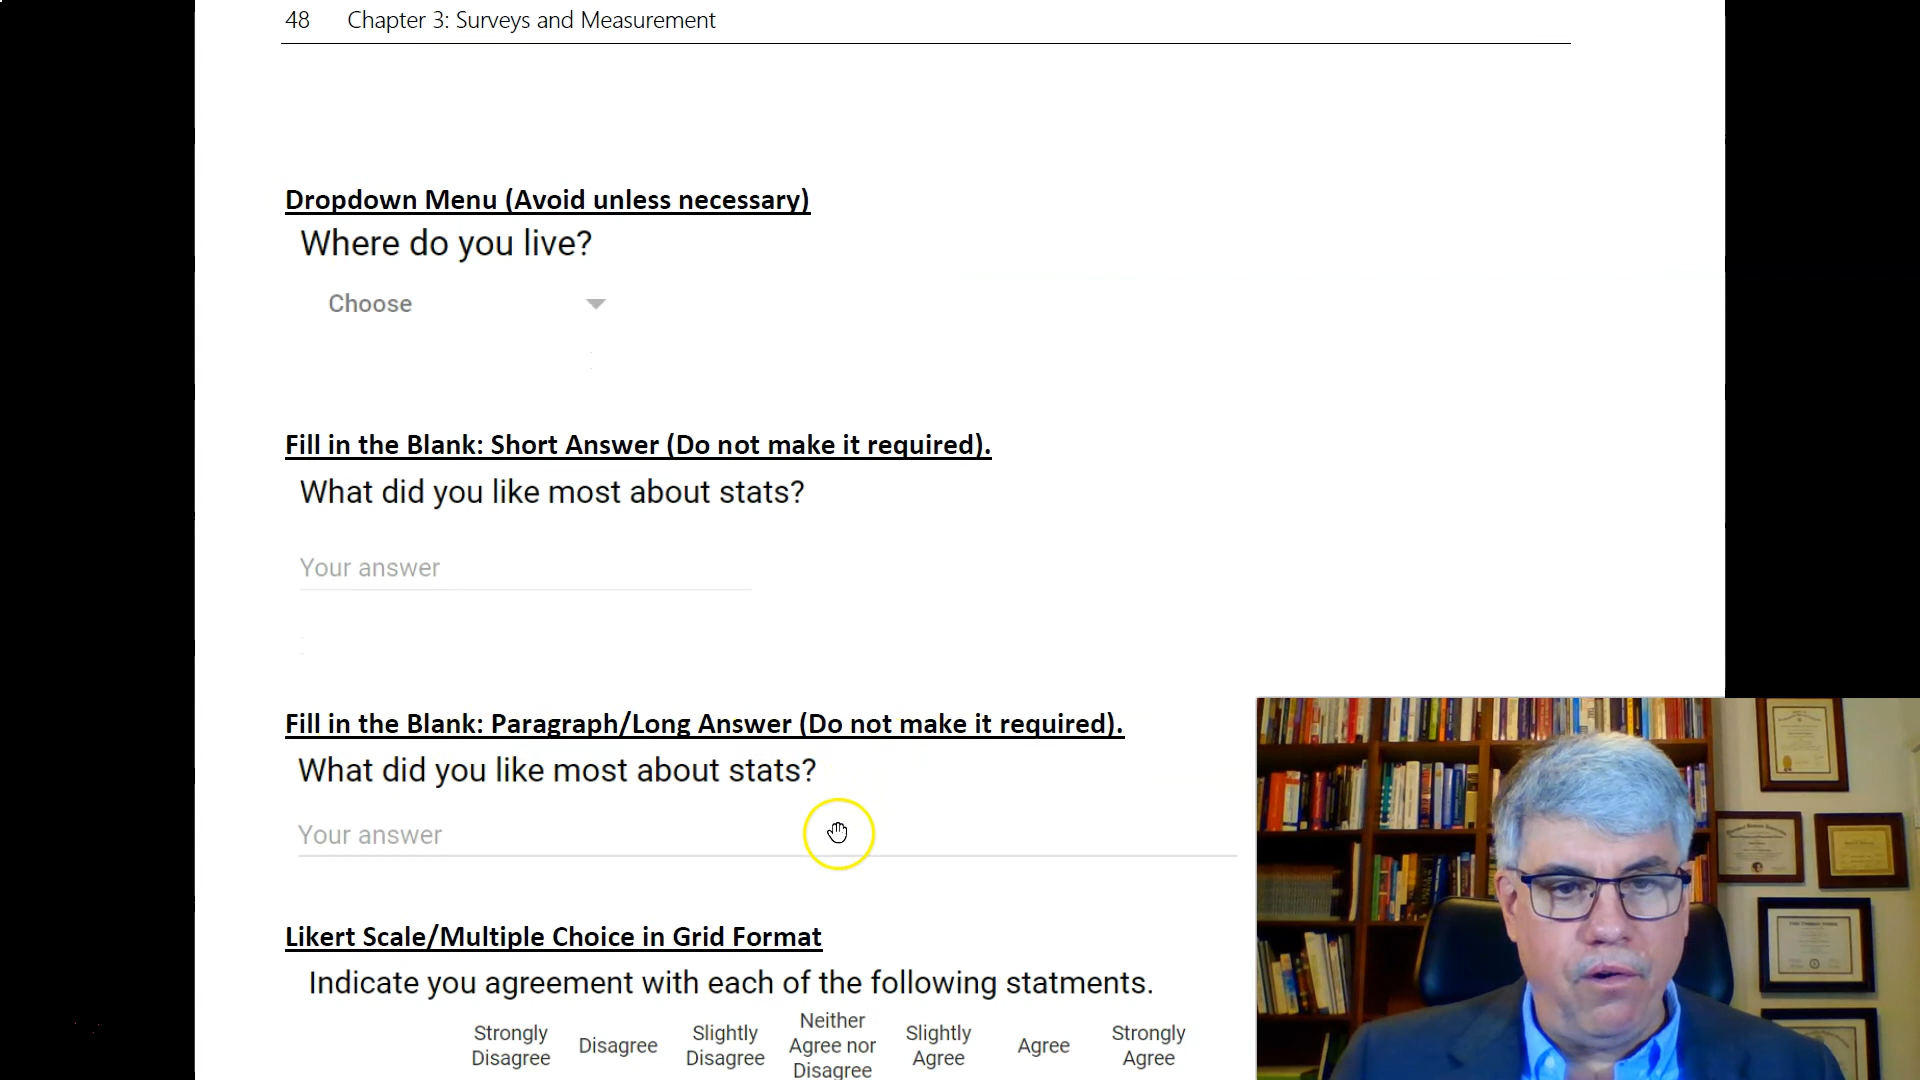 48 Chapter 3: Surveys and Measurement
Dropdown Menu (Avoid unless necessary)
Where do you live?
Choose
Fill in the Blank: Short Answer (Do not make it required).
What did you like most about stats?
Your answer
Fill in the Blank: Paragraph/Long Answer (Do not make it required).
What did you like most about stats?
Your answer
Likert Scale/Multiple Choice in Grid Format
Indicate you agreement with each of the following statments.
Strongly Disagree
Disagree
Slightly Disagree
Neither Agree nor Disagree
Slightly Agree
Agree
Strongly Agree